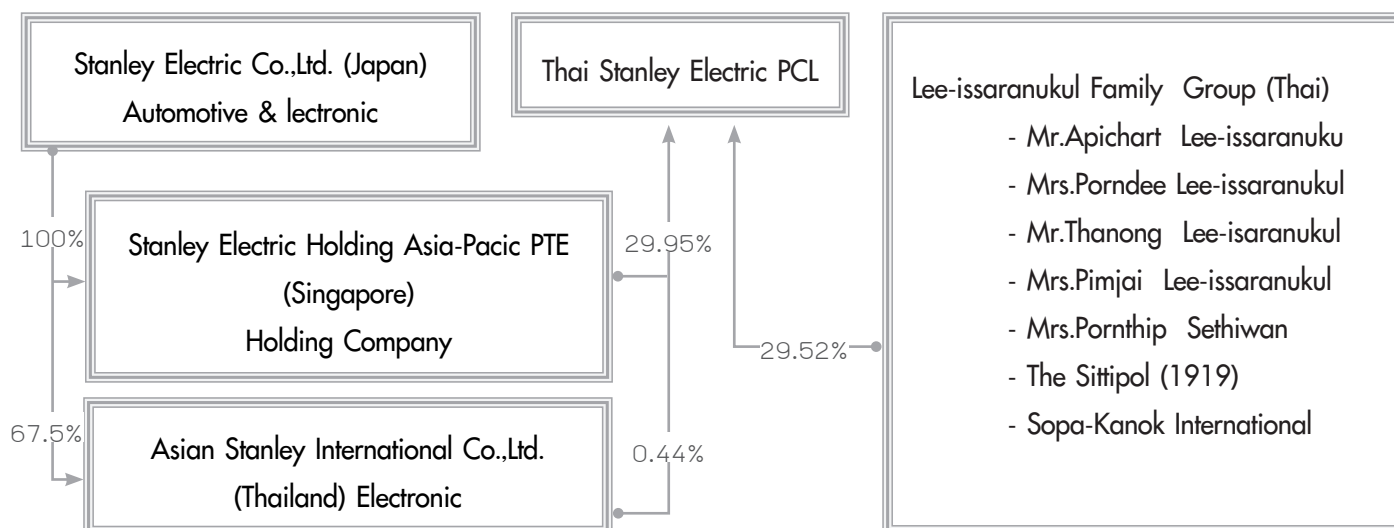 Stanley Electric Co.,Ltd. (Japan)
Automotive & lectronic
Thai Stanley Electric PCL
100%
Stanley Electric Holding Asia-Pacic PTE
(Singapore)
Holding Company
29.95%
67.5%
Asian Stanley International Co.,Ltd.
(Thailand) Electronic
0.44%
29.52%
Lee-issaranukul Family Group (Thai)
- Mr.Apichart Lee-issaranuku
- Mrs.Porndee Lee-issaranukul
- Mr.Thanong Lee-isaranukul
- Mrs.Pimjai Lee-issaranukul
- Mrs.Pornthip Sethiwan
- The Sittipol (1919)
- Sopa-Kanok International